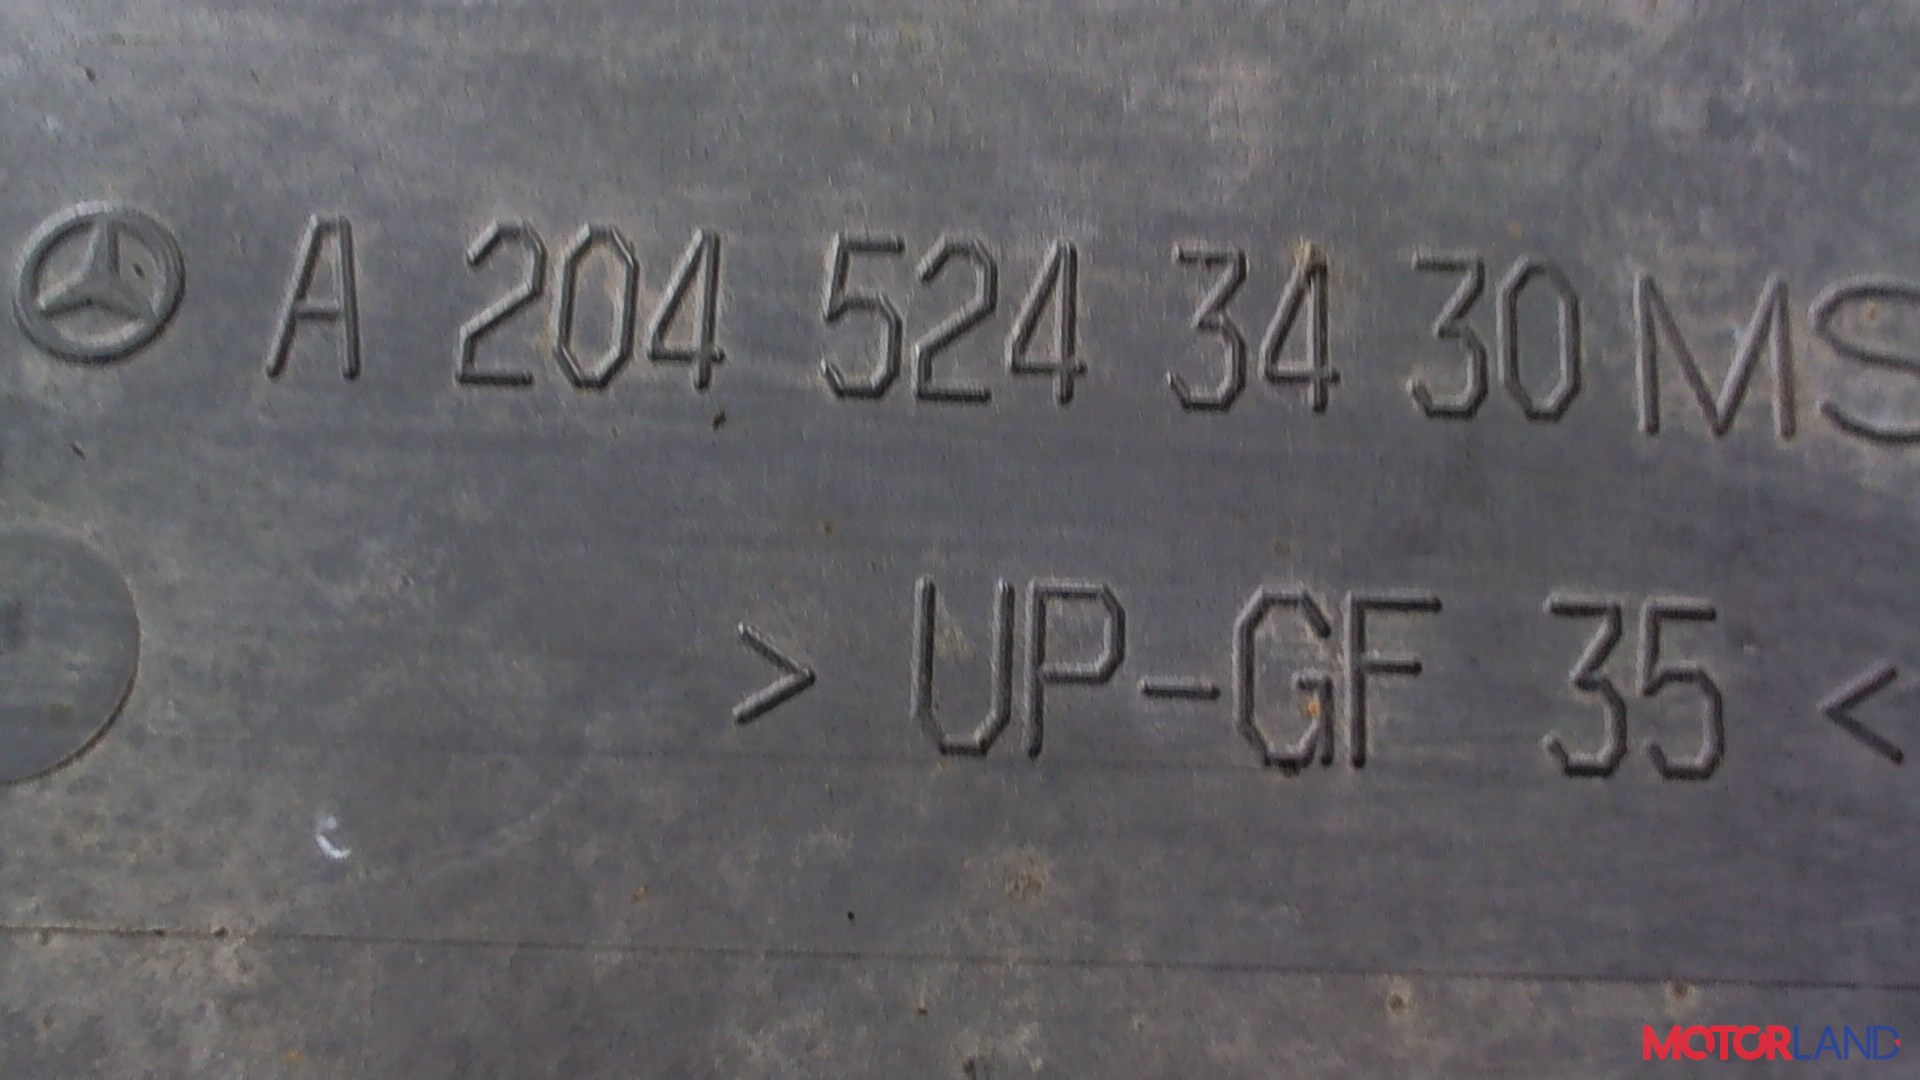 A 204 524 34 30 MS
> UP-GF 35 <
MOTORLAND